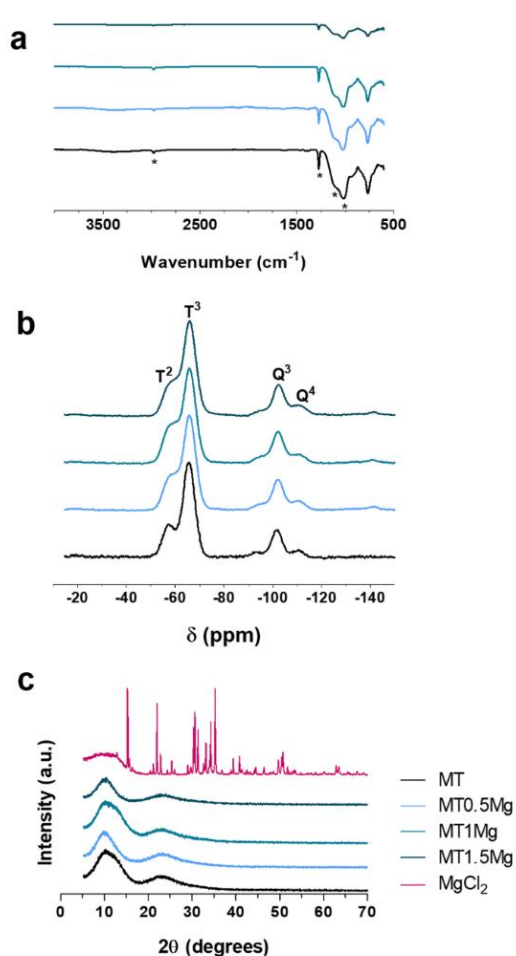 a
*
*
*
*
3500 2500 1500 500
Wavenumber (cm⁻¹)
b
T³
T²
Q³
Q⁴
-20 -40 -60 -80 -100 -120 -140
δ (ppm)
c
Intensity (a.u.)
0 10 20 30 40 50 60 70
2θ (degrees)
MT
MT0.5Mg
MT1Mg
MT1.5Mg
MgCl₂